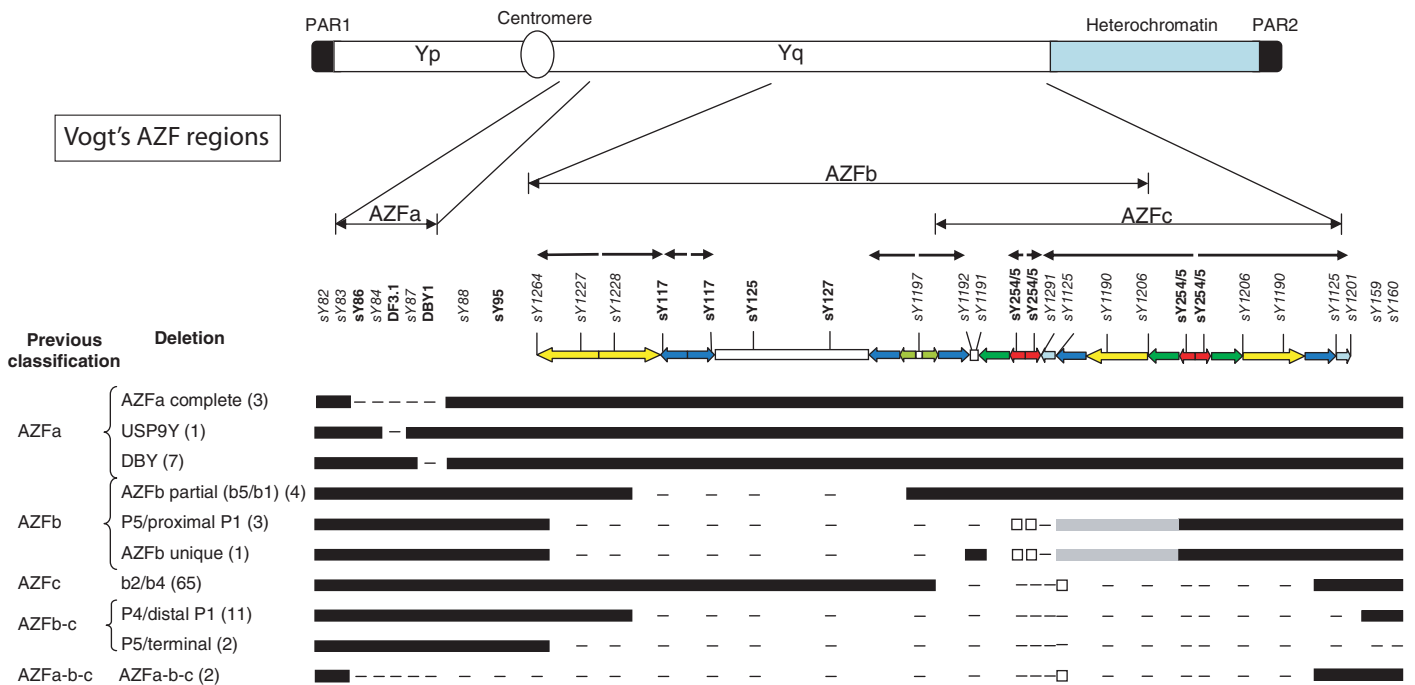 Centromere
PAR1
Heterochromatin
PAR2
Yp
Yq
Vogt's AZF regions
AZFb
AZFa
AZFc
sY82
sY83
sY86
sY84
DF3.1
sY87
DBY1
sY88
sY95
sY1264
sY1227
sY1228
sY117
sY117
sY125
sY127
sY1197
sY1192
sY1191
sY254/5
sY254/5
sY1291
sY1125
sY1190
sY1206
sY254/5
sY254/5
sY1206
sY1190
sY1125
sY1201
sY159
sY160
Previous classification
Deletion
AZFa
AZFa complete (3)
USP9Y (1)
DBY (7)
AZFb
AZFb partial (b5/b1) (4)
P5/proximal P1 (3)
AZFb unique (1)
AZFc
b2/b4 (65)
AZFb-c
P4/distal P1 (11)
P5/terminal (2)
AZFa-b-c
AZFa-b-c (2)